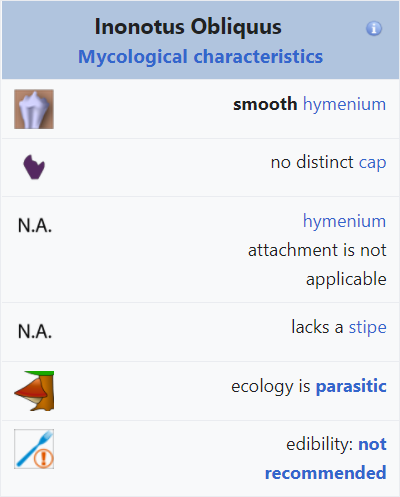 Inonotus Obliquus
Mycological characteristics
smooth hymenium
no distinct cap
N.A.
hymenium
attachment is not
applicable
N.A.
lacks a stipe
ecology is parasitic
edibility: not
recommended